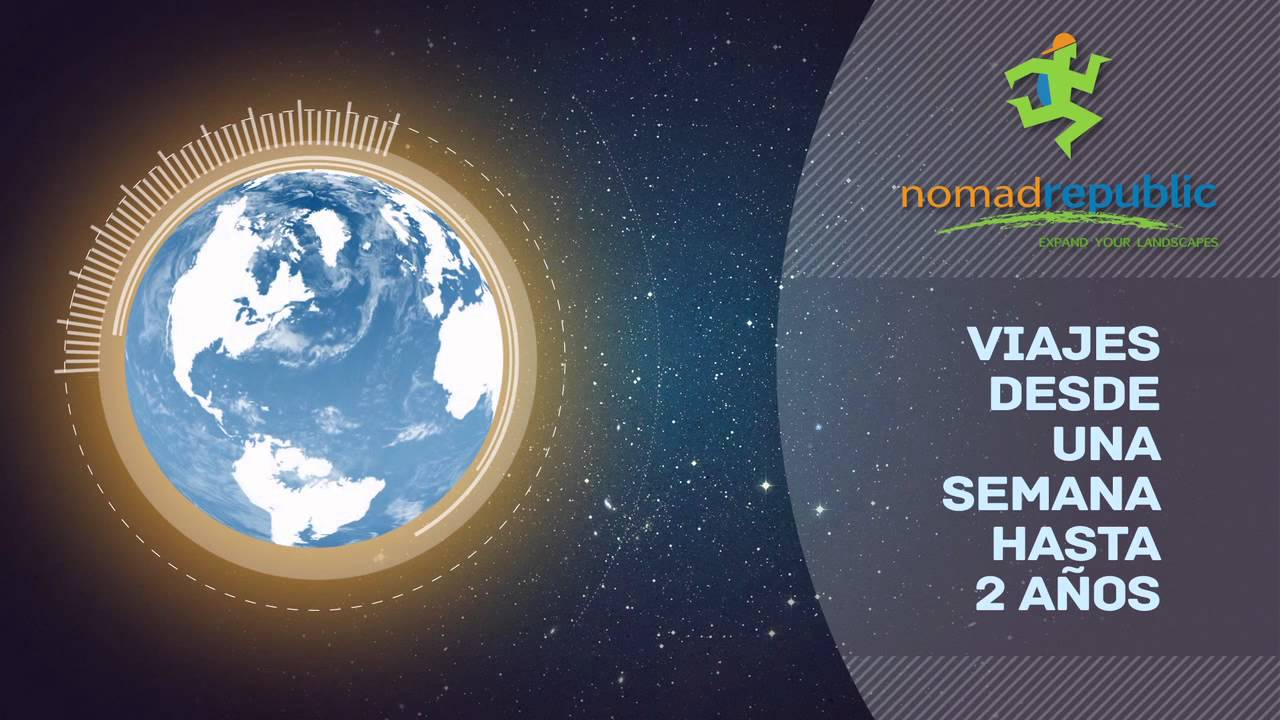 nomadrepublic
EXPAND YOUR LANDSCAPES
VIAJES
DESDE
UNA
SEMANA
HASTA
2 AÑOS